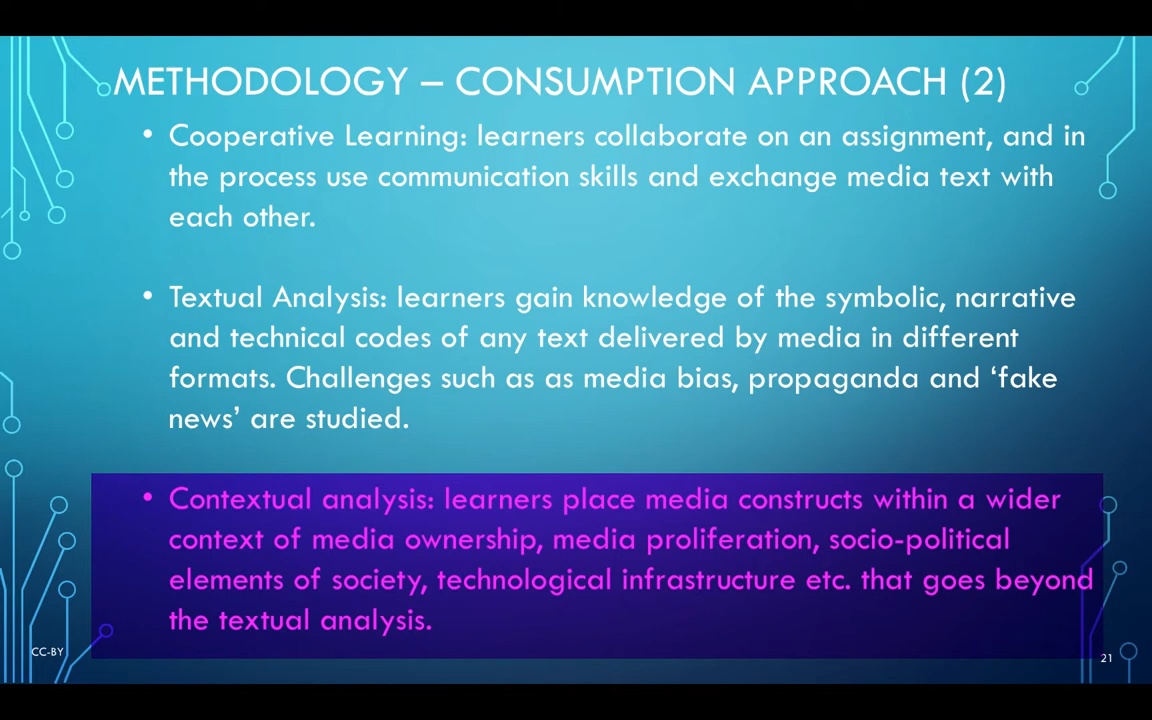 METHODOLOGY – CONSUMPTION APPROACH (2)
• Cooperative Learning: learners collaborate on an assignment, and in
the process use communication skills and exchange media text with
each other.
• Textual Analysis: learners gain knowledge of the symbolic, narrative
and technical codes of any text delivered by media in different
formats. Challenges such as as media bias, propaganda and ‘fake
news’ are studied.
• Contextual analysis: learners place media constructs within a wider
context of media ownership, media proliferation, socio-political
elements of society, technological infrastructure etc. that goes beyond
the textual analysis.
CC-BY
21